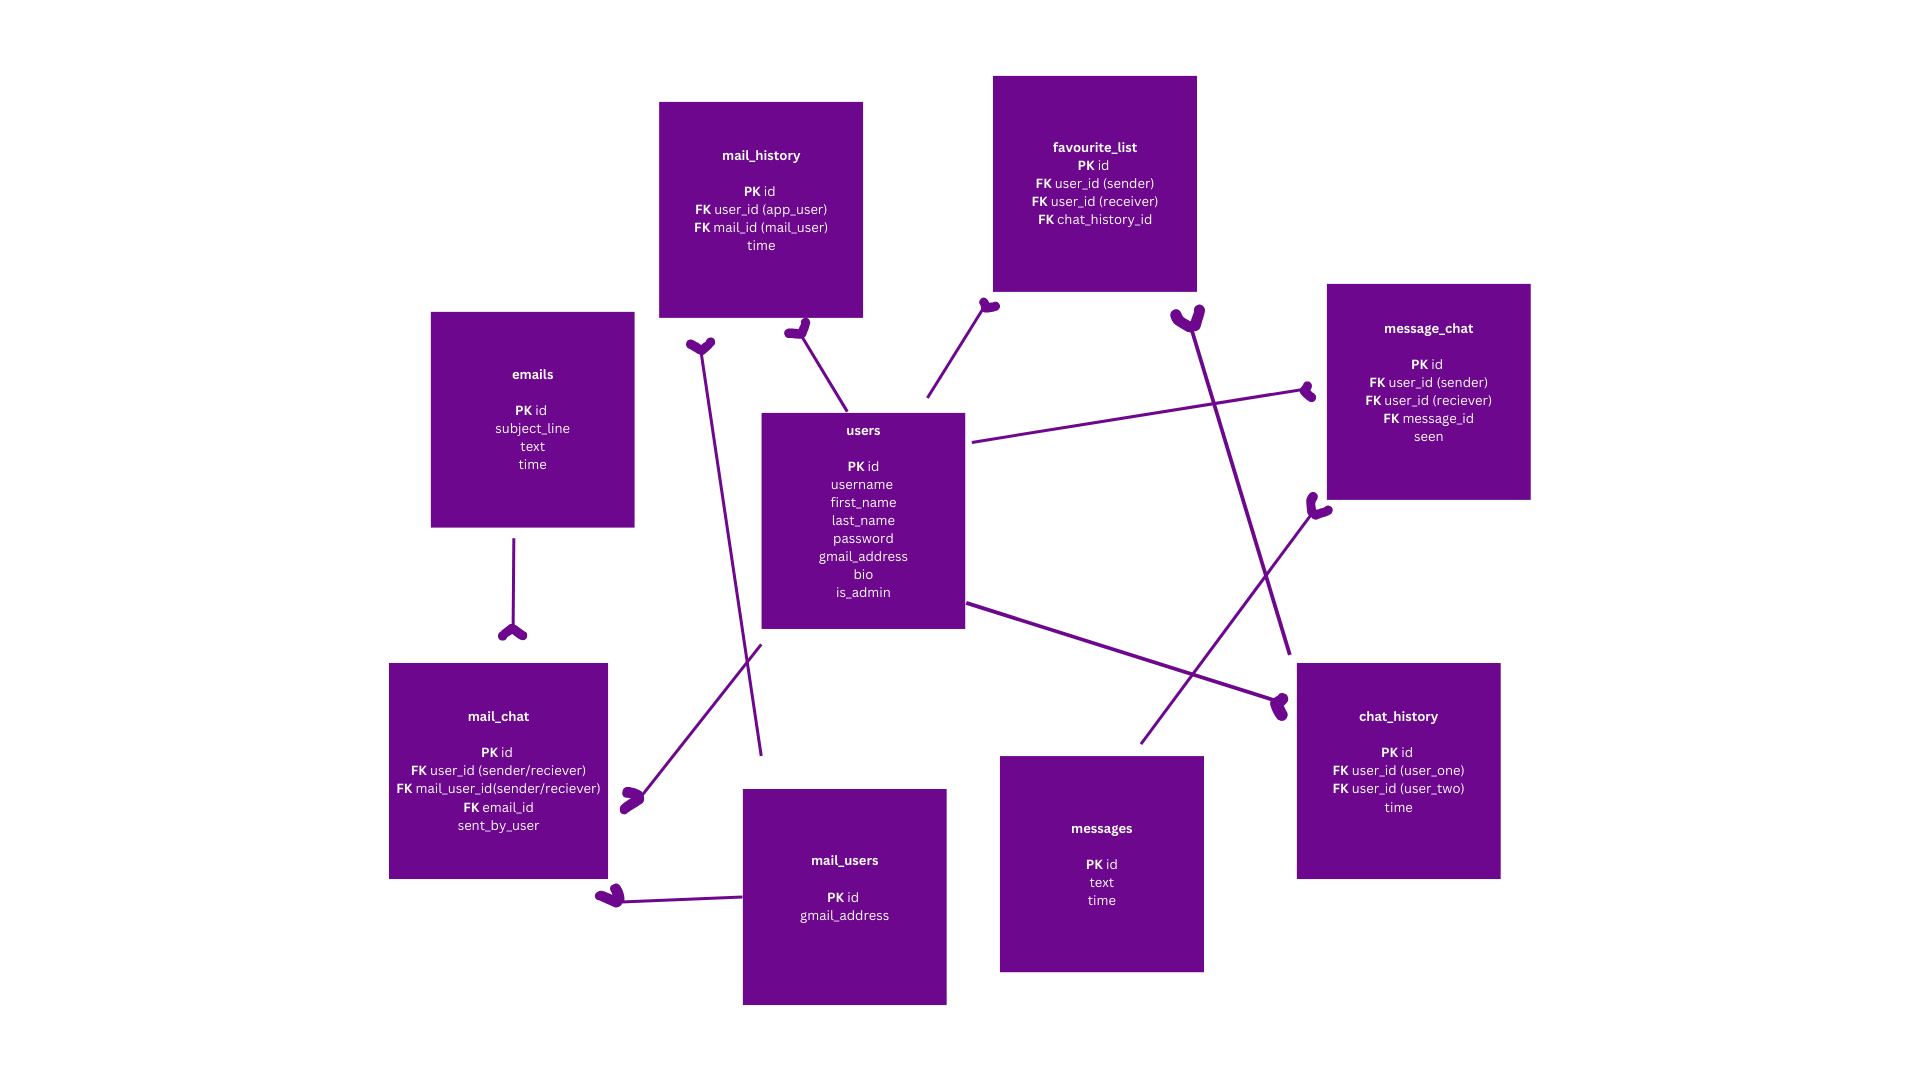 mail_history
PK id
FK user_id (app_user)
FK mail_id (mail_user)
time
favourite_list
PK id
FK user_id (sender)
FK user_id (receiver)
FK chat_history_id
message_chat
PK id
FK user_id (sender)
FK user_id (reciever)
FK message_id
seen
emails
PK id
subject_line
text
time
users
PK id
username
first_name
last_name
password
gmail_address
bio
is_admin
mail_chat
PK id
FK user_id (sender/reciever)
FK mail_user_id(sender/reciever)
FK email_id
sent_by_user
mail_users
PK id
gmail_address
messages
PK id
text
time
chat_history
PK id
FK user_id (user_one)
FK user_id (user_two)
time